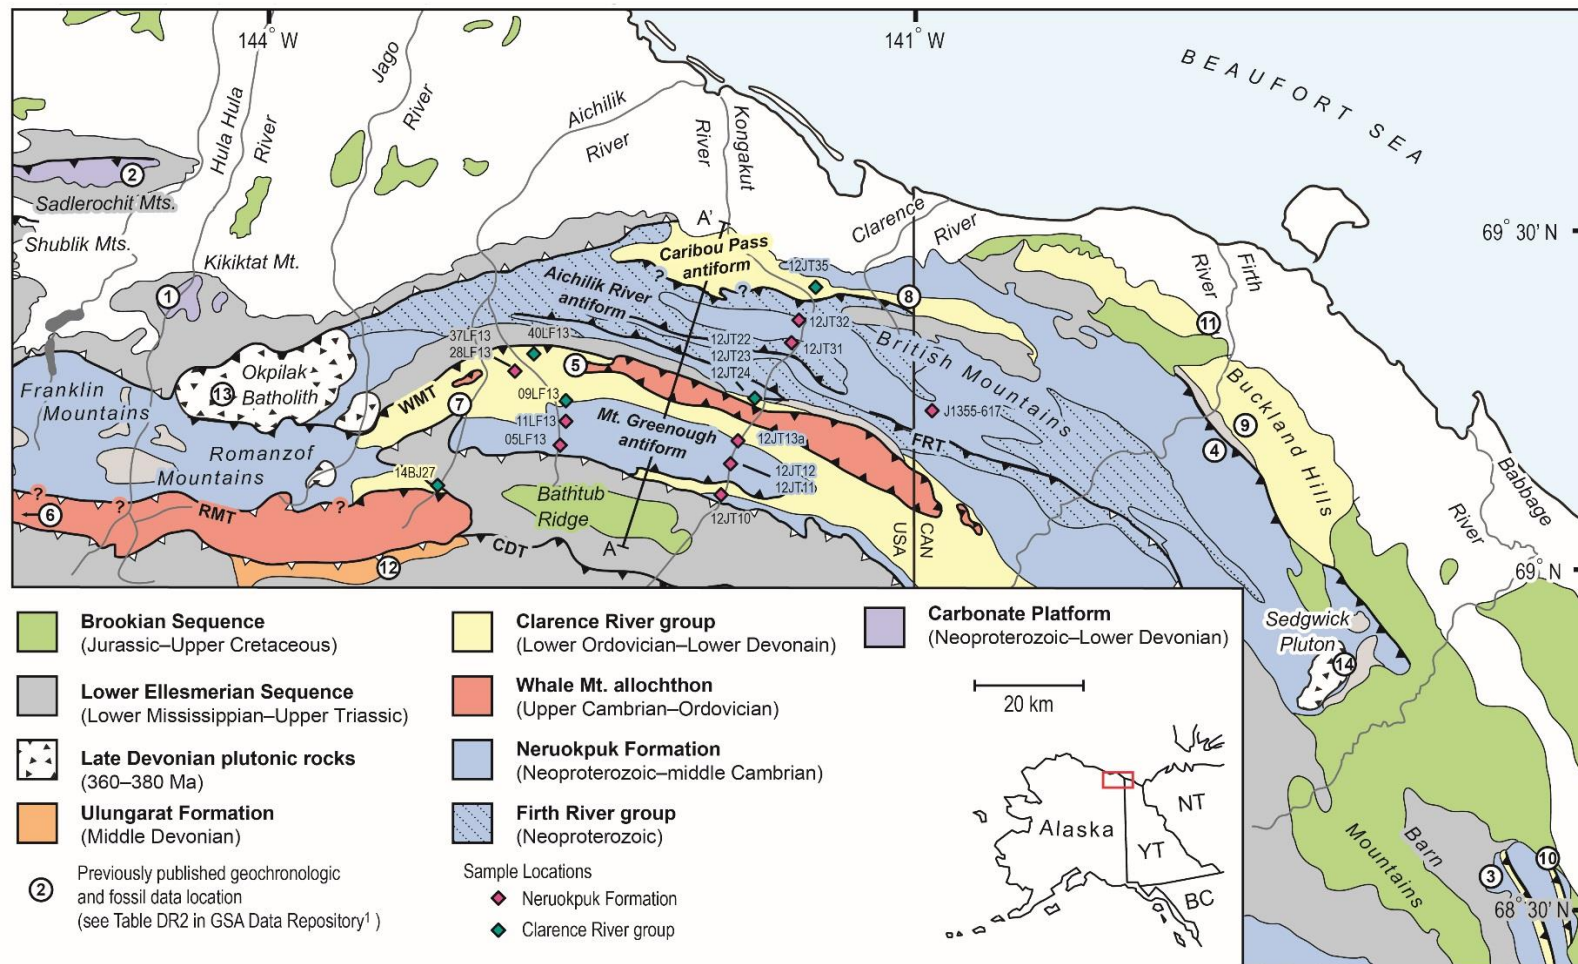 144° W
141° W
BEAUFORT SEA
Hula Hula
River
Jago
River
Aichilik
River
Kongakut
River
Clarence
River
2
Sadlerochit Mts.
Shublik Mts.
Kikiktat Mt.
1
69° 30' N
A'
Caribou Pass
antiform
12JT35
?
?
8
Aichilik River
antiform
Firth
River
11
37LF13
28LF13
40LF13
12JT22
12JT23
12JT24
12JT32
12JT31
British Mountains
Okpilak
Batholith
13
Franklin
Mountains
WMT
5
7
09LF13
11LF13
05LF13
Mt. Greenough
antiform
J1355-617
Buckland Hills
9
4
FRT
12JT13a
12JT12
12JT11
12JT10
Romanzof
Mountains
14BJ27
?
?
?
6
RMT
Bathtub
Ridge
A
CDT
12
USA
CAN
Babbage
River
69° N
Sedgwick
Pluton
14
Barn
Mountains
3
10
68° 30' N
Brookian Sequence
(Jurassic–Upper Cretaceous)
Lower Ellesmerian Sequence
(Lower Mississippian–Upper Triassic)
Late Devonian plutonic rocks
(360–380 Ma)
Ulungarat Formation
(Middle Devonian)
2
Previously published geochronologic
and fossil data location
(see Table DR2 in GSA Data Repository¹ )
Clarence River group
(Lower Ordovician–Lower Devonain)
Whale Mt. allochthon
(Upper Cambrian–Ordovician)
Neruokpuk Formation
(Neoproterozoic–middle Cambrian)
Firth River group
(Neoproterozoic)
Sample Locations
Neruokpuk Formation
Clarence River group
Carbonate Platform
(Neoproterozoic–Lower Devonian)
20 km
Alaska
NT
YT
BC